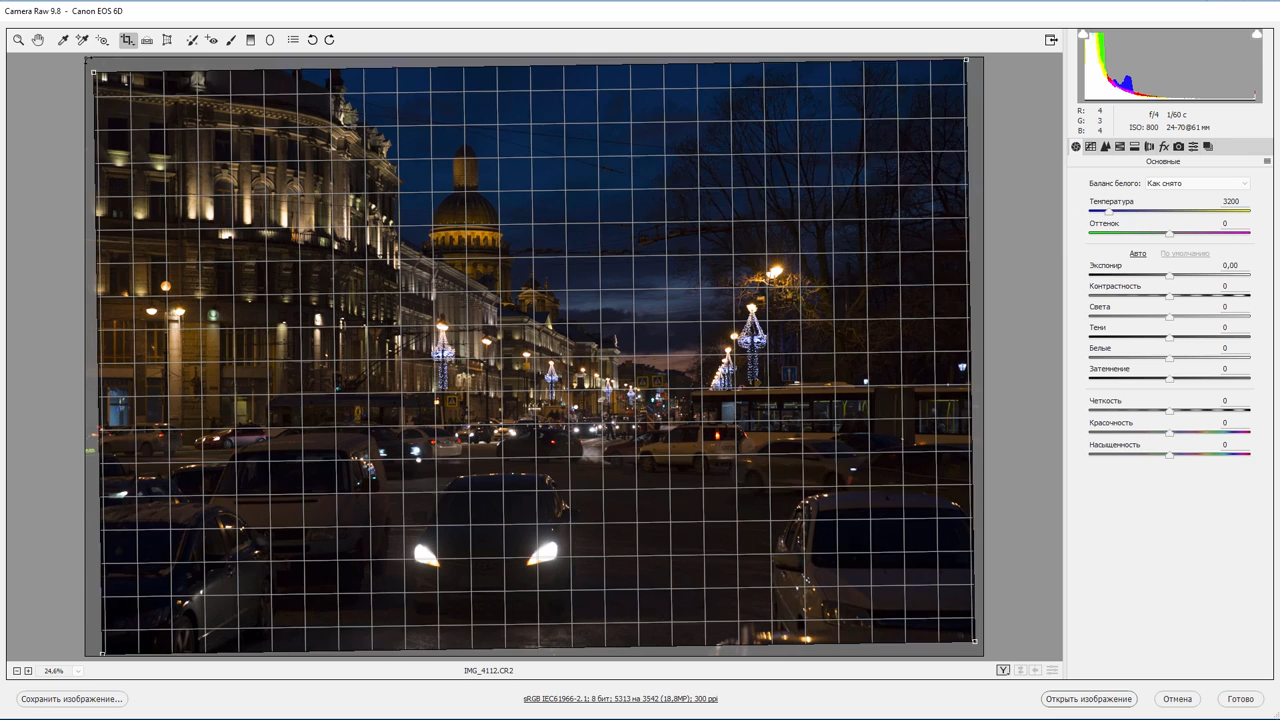 Camera Raw 9.8 - Canon EOS 6D
R: 4
G: 3
B: 4
f/4 1/60 с
ISO: 800 24-70@61 мм
Основные
Баланс белого: Как снято
Температура 3200
Оттенок 0
Авто По умолчанию
Экспонир 0,00
Контрастность 0
Света 0
Тени 0
Белые 0
Затемнение 0
Четкость 0
Красочность 0
Насыщенность 0
24,6%
IMG_4112.CR2
Y
Сохранить изображение...
sRGB IEC61966-2.1; 8 бит; 5313 на 3542 (18,8MP); 300 ppi
Открыть изображение
Отмена
Готово